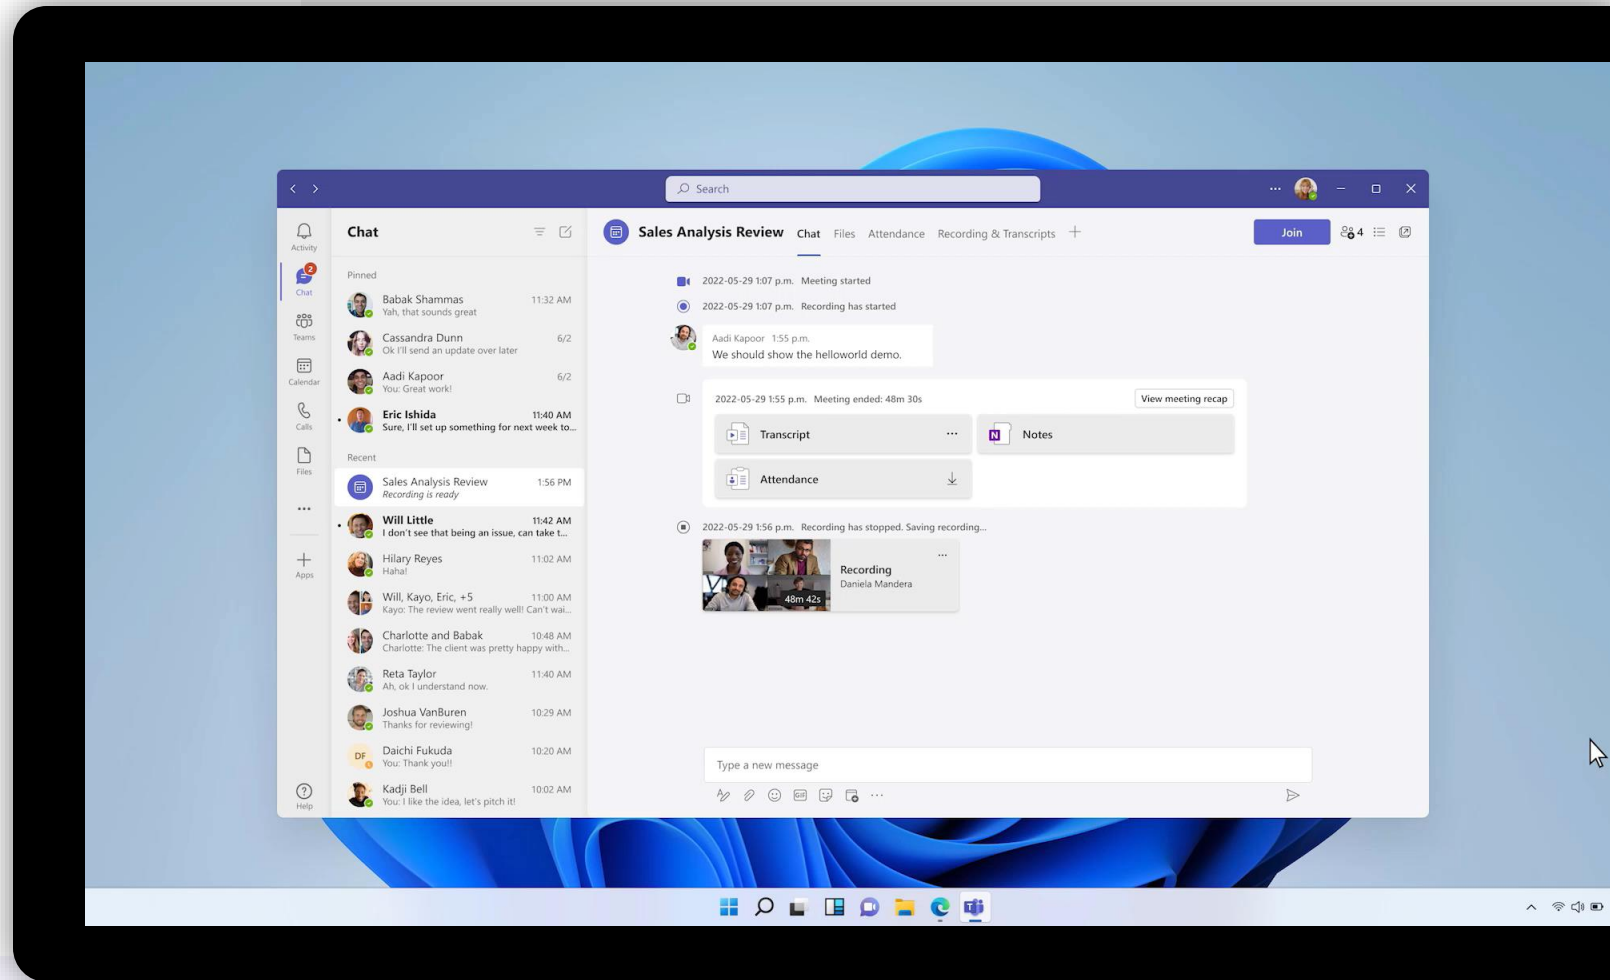 Search
Activity
2
Chat
Teams
Calendar
Calls
Files
Apps
Help
Chat
Pinned
Babak Shammas 11:32 AM
Yah, that sounds great
Cassandra Dunn 6/2
Ok I'll send an update over later
Aadi Kapoor 6/2
You: Great work!
Eric Ishida 11:40 AM
Sure, I'll set up something for next week to...
Recent
Sales Analysis Review 1:56 PM
Recording is ready
Will Little 11:42 AM
I don't see that being an issue, can take t...
Hilary Reyes 11:02 AM
Haha!
Will, Kayo, Eric, +5 11:00 AM
Kayo: The review went really well! Can't wai...
Charlotte and Babak 10:48 AM
Charlotte: The client was pretty happy with...
Reta Taylor 11:40 AM
Ah, ok I understand now.
Joshua VanBuren 10:29 AM
Thanks for reviewing!
DF
Daichi Fukuda 10:20 AM
You: Thank you!!
Kadji Bell 10:02 AM
You: I like the idea, let's pitch it!
Sales Analysis Review Chat Files Attendance Recording & Transcripts
Join 4
2022-05-29 1:07 p.m. Meeting started
2022-05-29 1:07 p.m. Recording has started
Aadi Kapoor 1:55 p.m.
We should show the helloworld demo.
2022-05-29 1:55 p.m. Meeting ended: 48m 30s View meeting recap
Transcript
N Notes
Attendance
2022-05-29 1:56 p.m. Recording has stopped. Saving recording...
48m 42s
Recording
Daniela Mandera
Type a new message
GIF